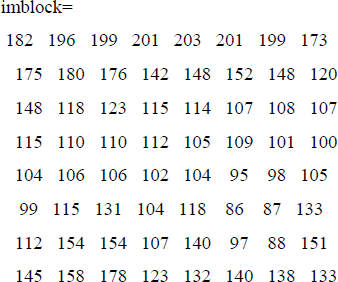 imblock=
182 196 199 201 203 201 199 173
175 180 176 142 148 152 148 120
148 118 123 115 114 107 108 107
115 110 110 112 105 109 101 100
104 106 106 102 104 95 98 105
99 115 131 104 118 86 87 133
112 154 154 107 140 97 88 151
145 158 178 123 132 140 138 133